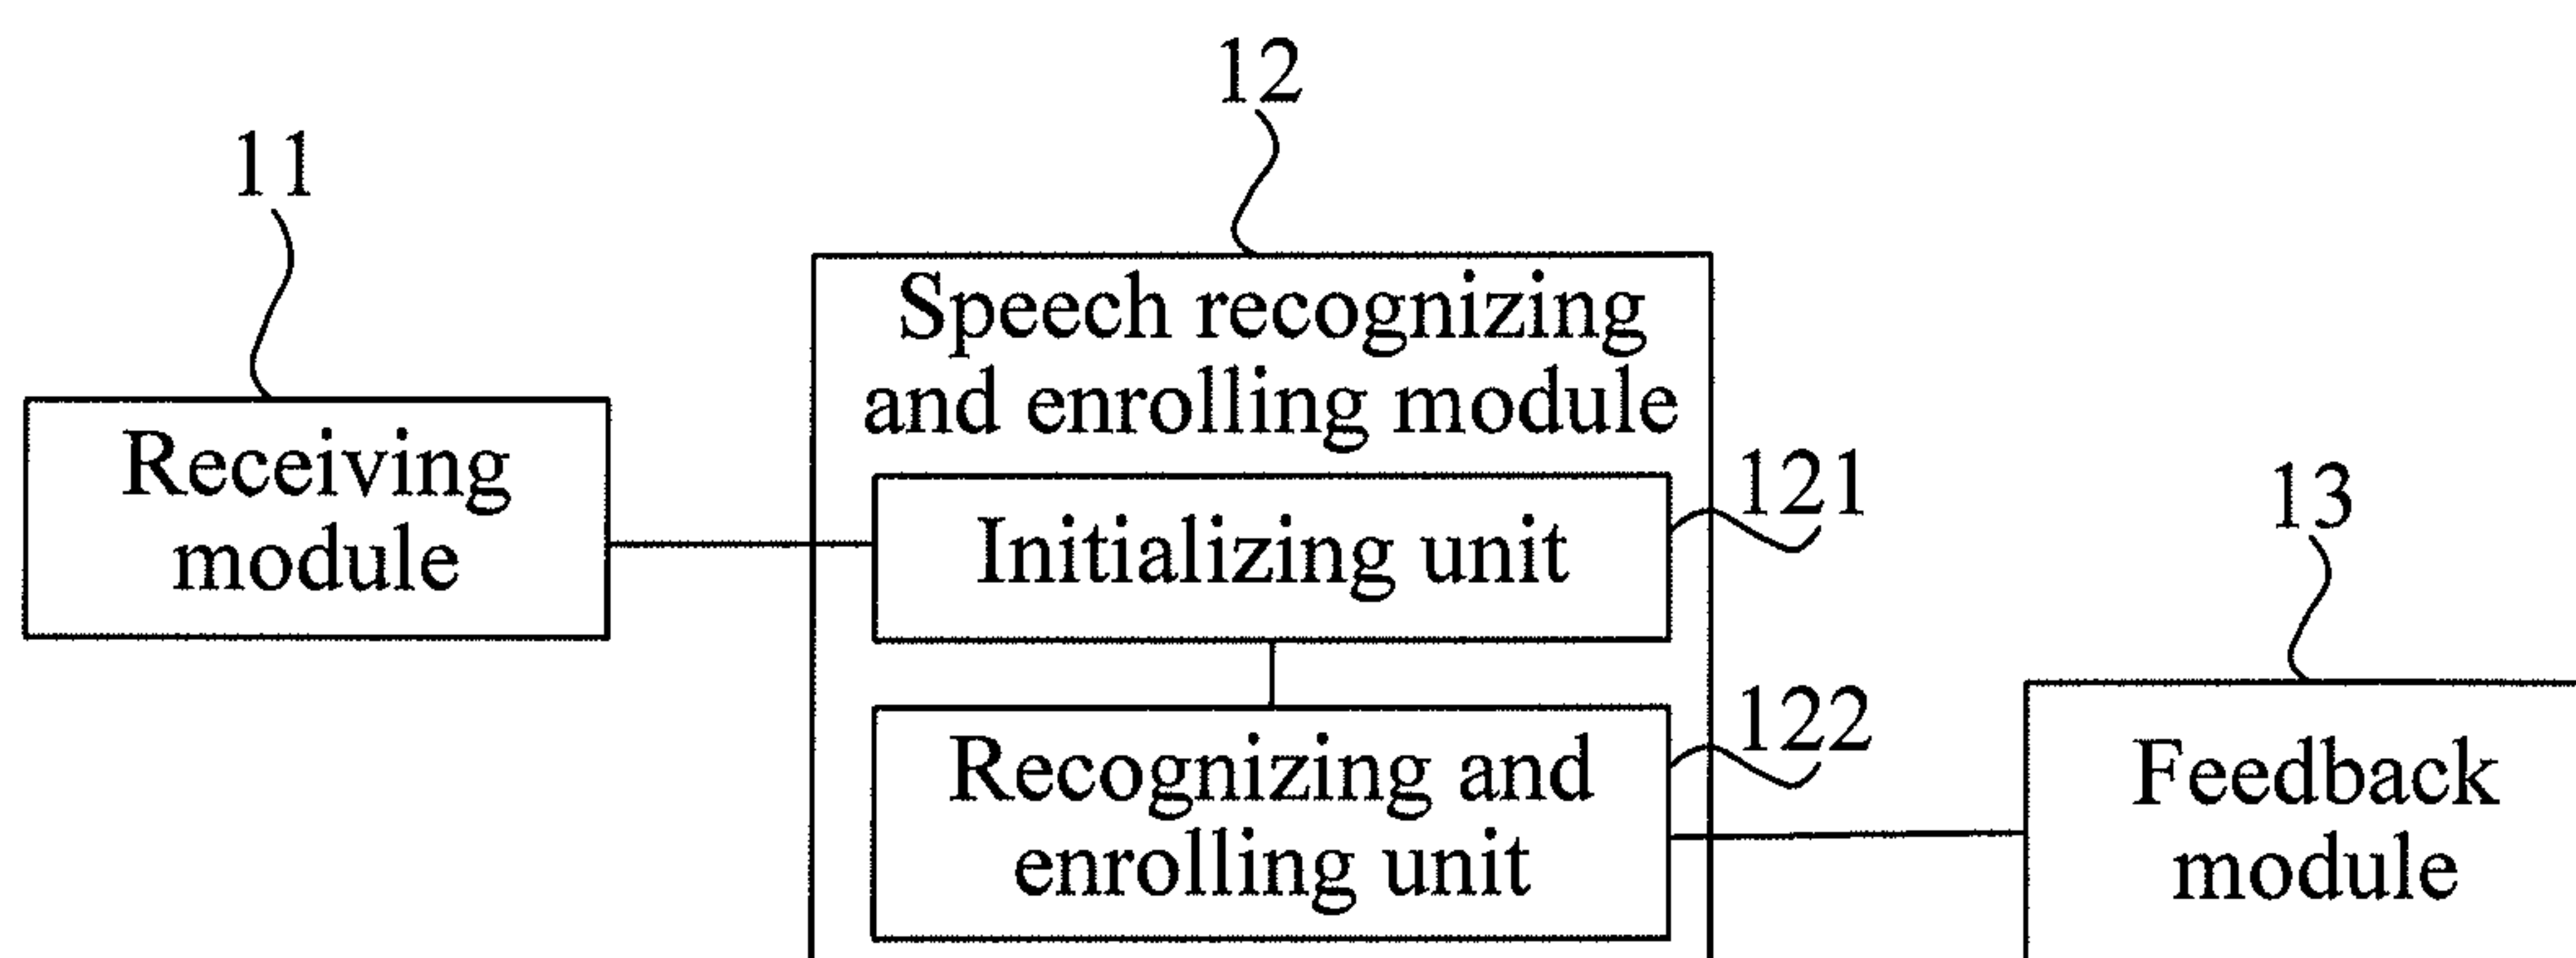 12
11
Speech recognizing
and enrolling module
Receiving
module
121
Initializing unit
13
122
Recognizing and
enrolling unit
Feedback
module